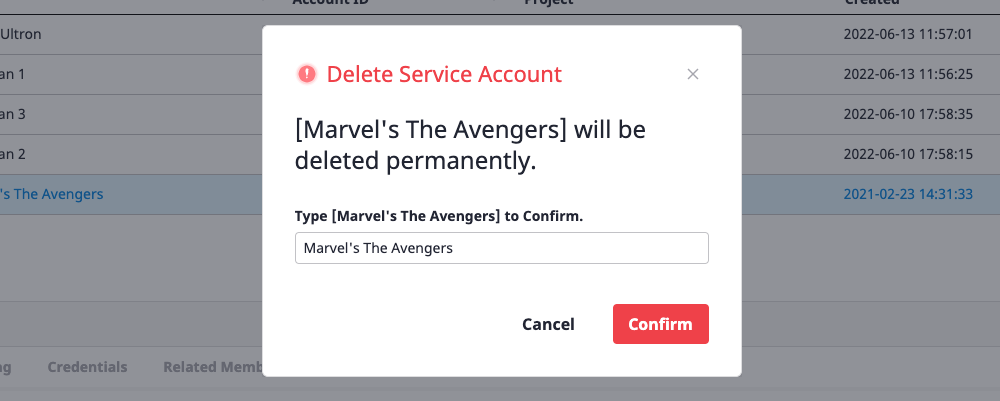 Account ID Project Created
Ultron 2022-06-13 11:57:01
Delete Service Account
an 1 2022-06-13 11:56:25
an 3 2022-06-10 17:58:35
[Marvel's The Avengers] will be
deleted permanently.
an 2 2022-06-10 17:58:15
's The Avengers 2021-02-23 14:31:33
Type [Marvel's The Avengers] to Confirm.
Marvel's The Avengers
Cancel Confirm
ng Credentials Related Memb